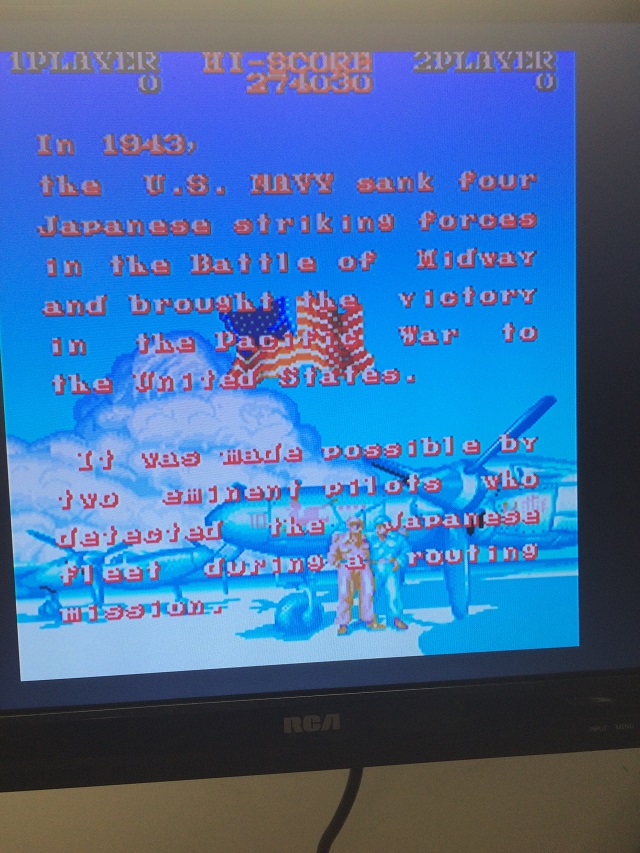 1PLAYER HI-SCORE 2PLAYER
0 274030 0
In 1943,
the U.S. NAVY sank four
Japanese striking forces
in the Battle of Midway
and brought the victory
in the Pacific War to
the United States.
It was made possible by
two eminent pilots who
detected the Japanese
fleet during a routing
mission.
RCA